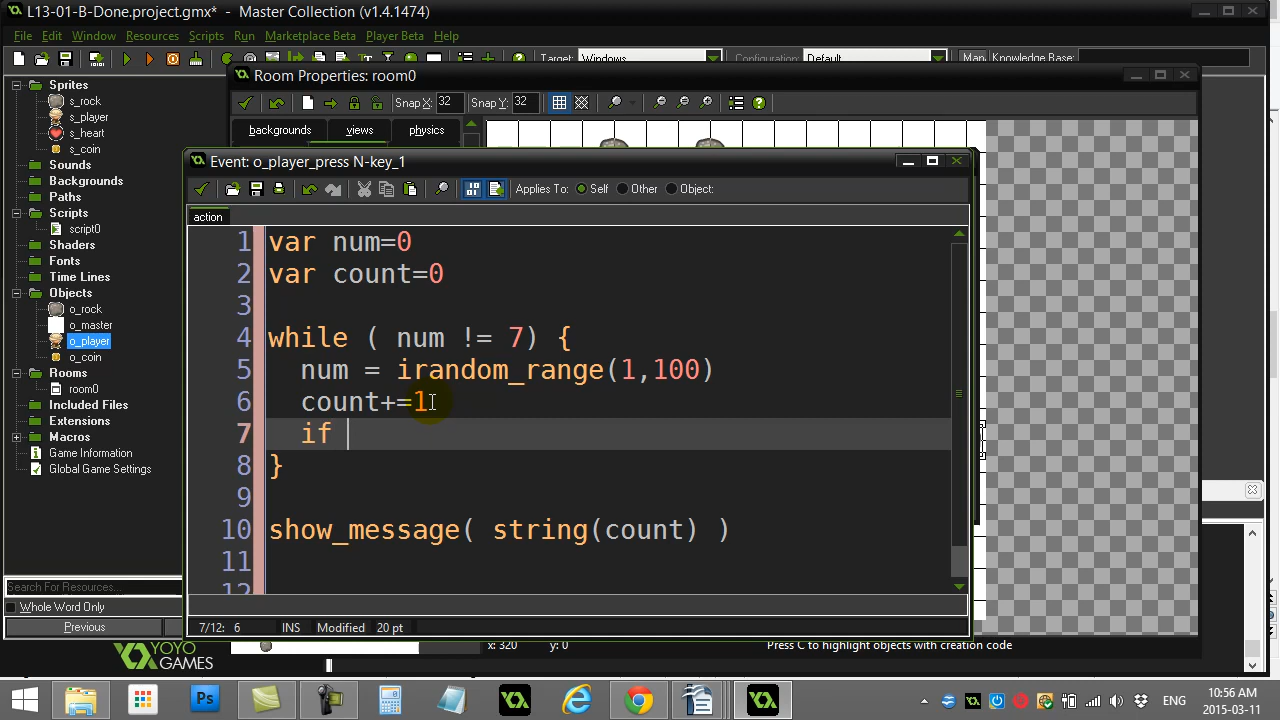 L13-01-B-Done.project.gmx* - Master Collection (v1.4.1474)
File Edit Window Resources Scripts Run Marketplace Beta Player Beta Help
Target: Windows Configuration: Default Man. Knowledge Base:
Sprites
s_rock
s_player
s_heart
s_coin
Sounds
Backgrounds
Paths
Scripts
script0
Shaders
Fonts
Time Lines
Objects
o_rock
o_master
o_player
o_coin
Rooms
room0
Included Files
Extensions
Macros
Game Information
Global Game Settings
Search For Resources...
Whole Word Only
Previous
YOYO
GAMES
Room Properties: room0
Snap X: 32 Snap Y: 32
backgrounds views physics
Event: o_player_press N-key_1
Applies To: Self Other Object:
action
1 var num=0
2 var count=0
3
4 while ( num != 7) {
5 num = irandom_range(1,100)
6 count+=1
7 if
8 }
9
10 show_message( string(count) )
11
12
7/12: 6 INS Modified 20 pt
x: 320 y: 0 Press C to highlight objects with creation code
Ps
ENG
10:56 AM
2015-03-11